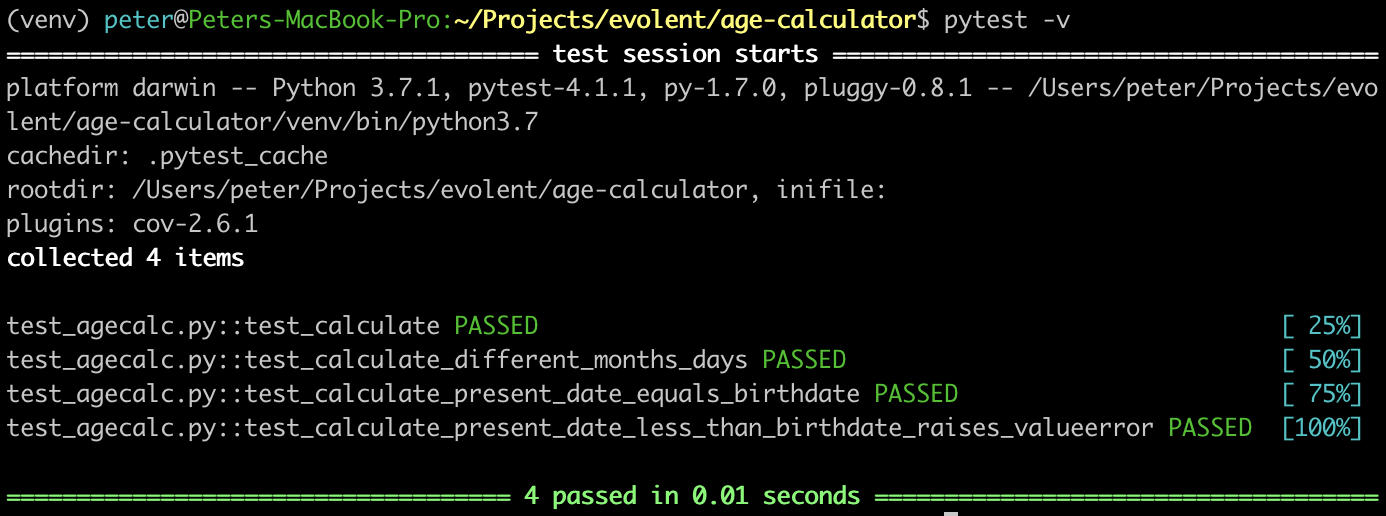 (venv) peter@Peters-MacBook-Pro:~/Projects/evolent/age-calculator$ pytest -v
====================================== test session starts =======================================
platform darwin -- Python 3.7.1, pytest-4.1.1, py-1.7.0, pluggy-0.8.1 -- /Users/peter/Projects/evo
lent/age-calculator/venv/bin/python3.7
cachedir: .pytest_cache
rootdir: /Users/peter/Projects/evolent/age-calculator, inifile:
plugins: cov-2.6.1
collected 4 items
test_agecalc.py::test_calculate PASSED [ 25%]
test_agecalc.py::test_calculate_different_months_days PASSED [ 50%]
test_agecalc.py::test_calculate_present_date_equals_birthdate PASSED [ 75%]
test_agecalc.py::test_calculate_present_date_less_than_birthdate_raises_valueerror PASSED [100%]
==================================== 4 passed in 0.01 seconds ====================================